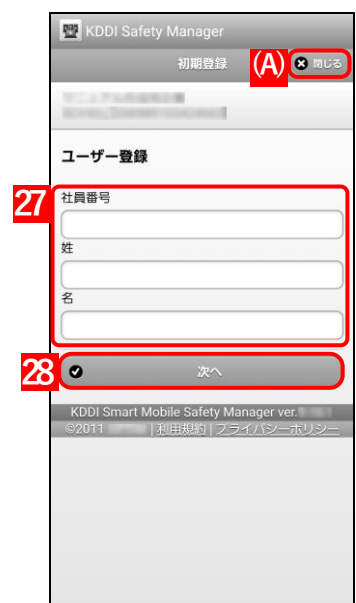 KDDI Safety Manager
初期登録 (A) 閉じる
ユーザー登録
27 社員番号
姓
名
28 次へ
KDDI Smart Mobile Safety Manager ver.
©2011 | 利用規約 | プライバシーポリシー